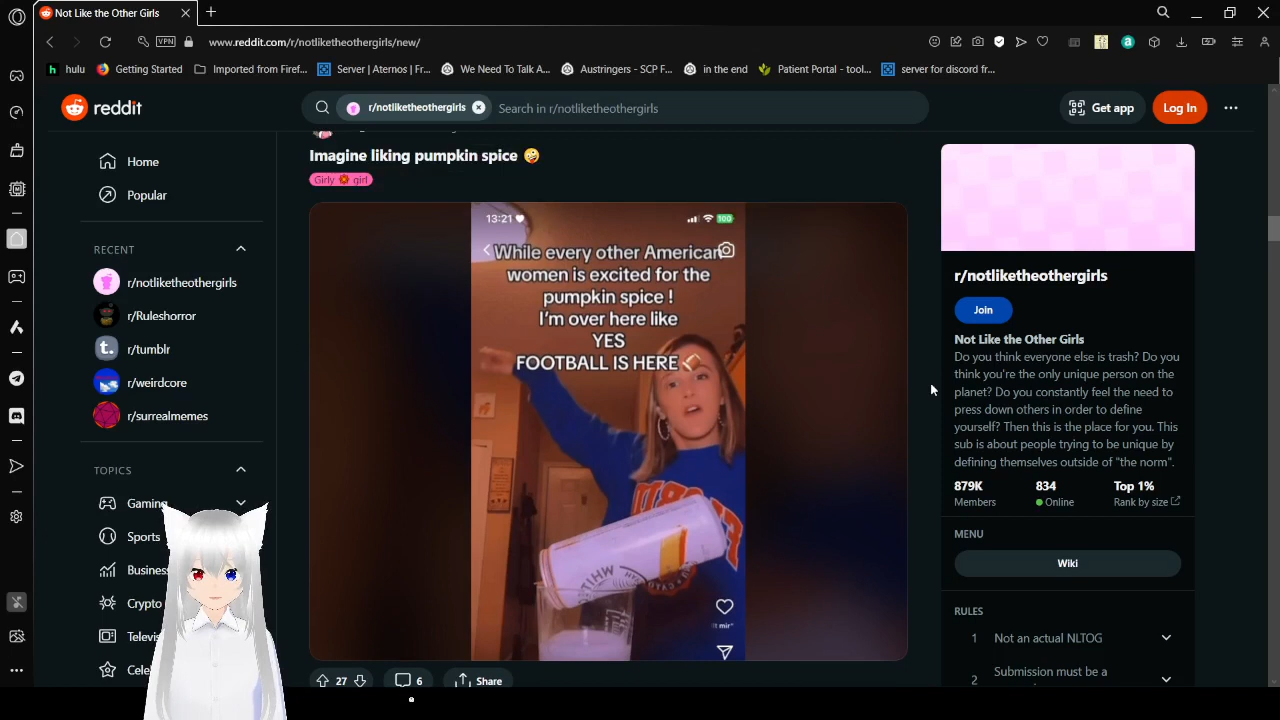 Not Like the Other Girls
VPN
www.reddit.com/r/notliketheothergirls/new/
hulu
Getting Started
Imported from Firef...
Server | Aternos | Fr...
We Need To Talk A...
Austringers - SCP F...
in the end
Patient Portal - tool...
server for discord fr...
reddit
r/notliketheothergirls
Search in r/notliketheothergirls
Get app
Log In
Home
Popular
RECENT
r/notliketheothergirls
r/Ruleshorror
r/tumblr
r/weirdcore
r/surrealmemes
TOPICS
Gaming
Sports
Business
Crypto
Televi
Celeb
Imagine liking pumpkin spice
Girly girl
13:21
100
While every other American
women is excited for the
pumpkin spice !
I'm over here like
YES
FOOTBALL IS HERE
27
6
Share
r/notliketheothergirls
Join
Not Like the Other Girls
Do you think everyone else is trash? Do you
think you're the only unique person on the
planet? Do you constantly feel the need to
press down others in order to define
yourself? Then this is the place for you. This
sub is about people trying to be unique by
defining themselves outside of "the norm".
879K
834
Top 1%
Members
Online
Rank by size
MENU
Wiki
RULES
1
Not an actual NLTOG
2
Submission must be a